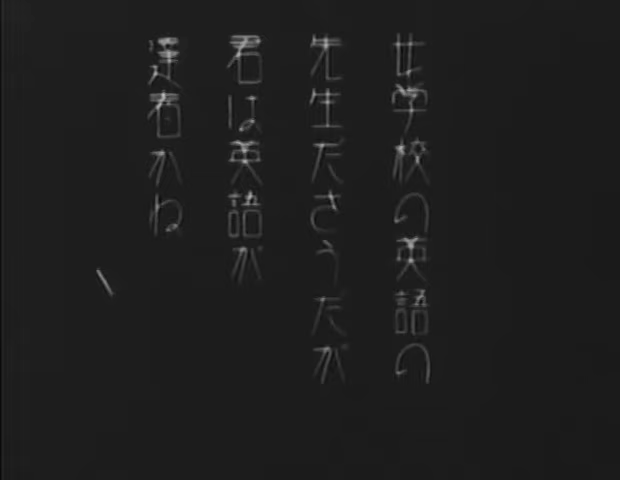 女学校の英語の
先生ださうだが
君は英語が
達者かね